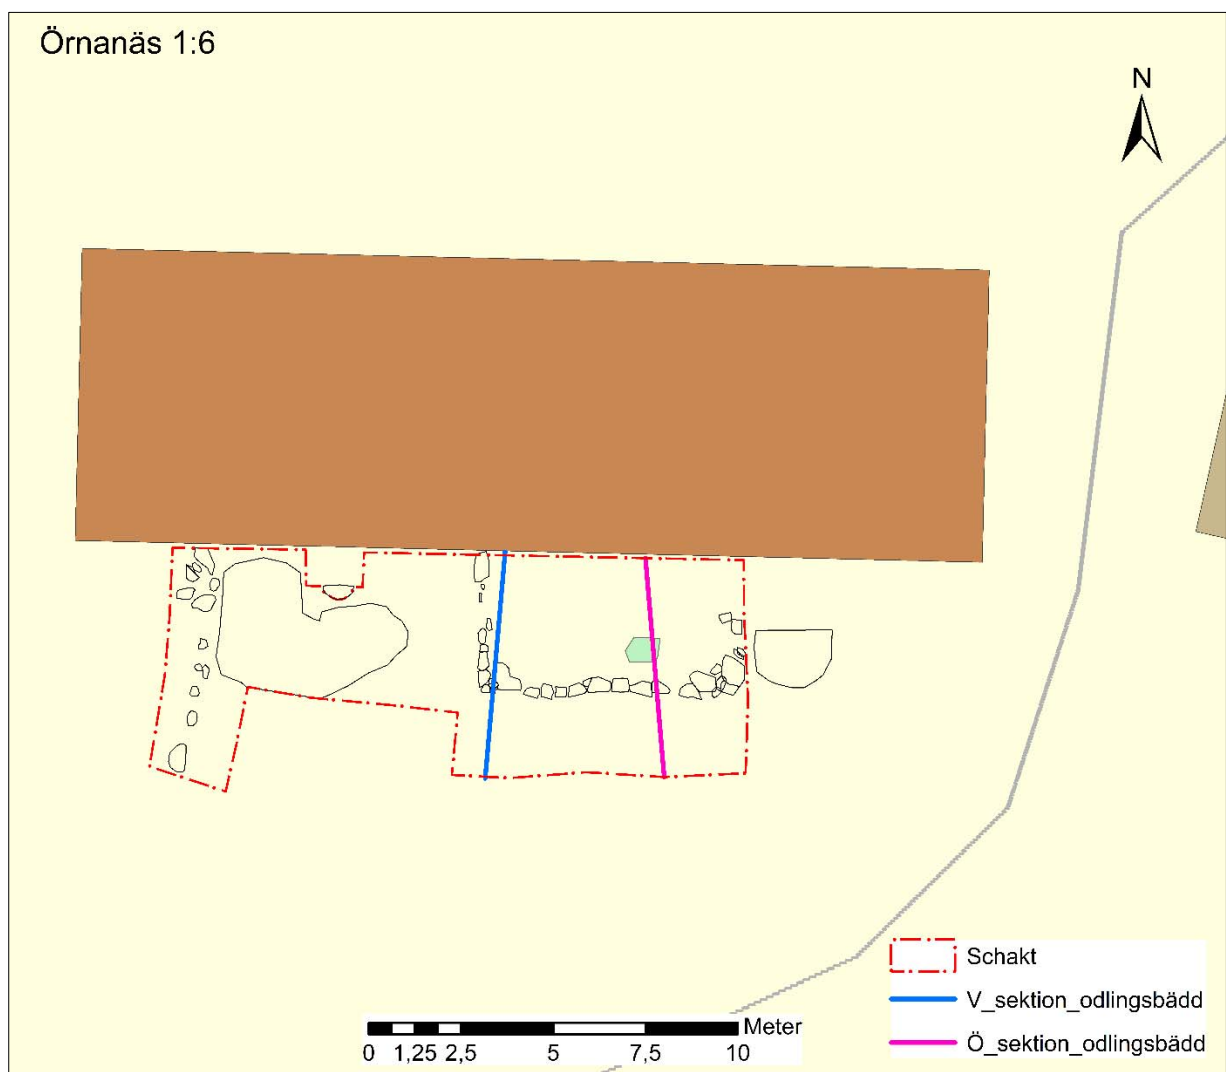 Örnanäs 1:6
N
Schakt
V_sektion_odlingsbädd
Ö_sektion_odlingsbädd
Meter
0 1,25 2,5 5 7,5 10